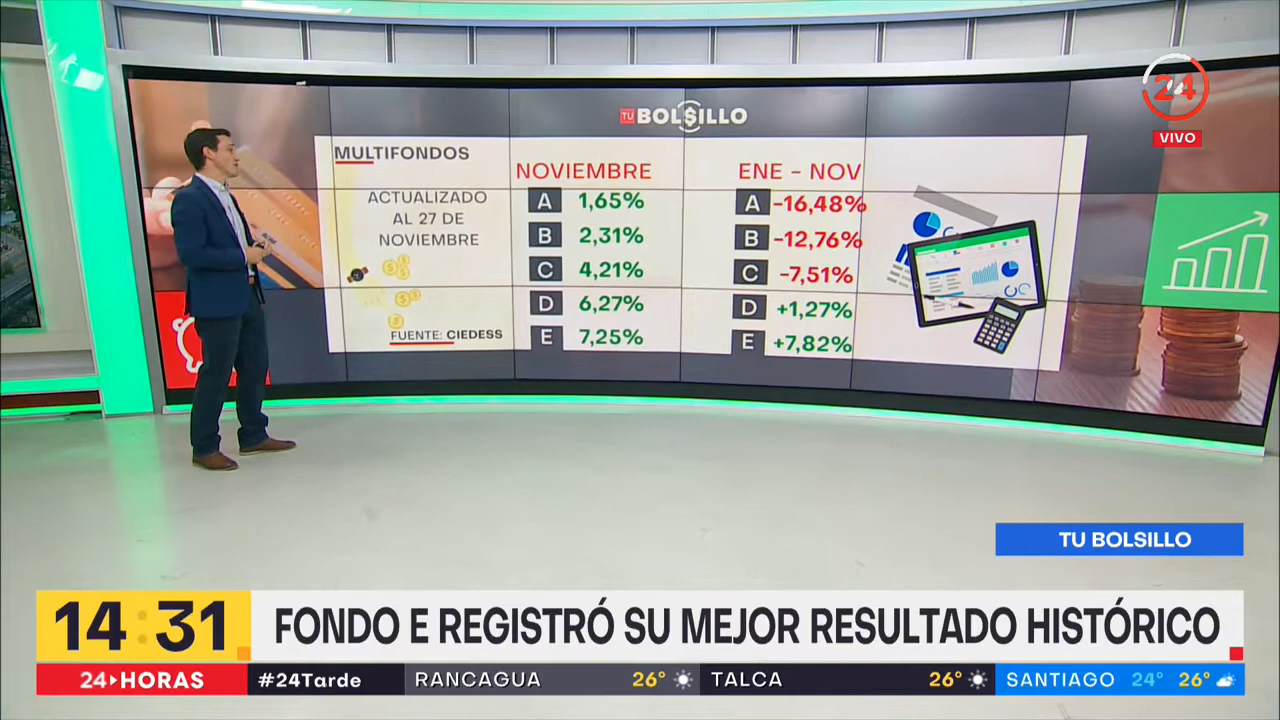 24
VIVO
TU BOLSILLO
MULTIFONDOS
ACTUALIZADO
AL 27 DE
NOVIEMBRE
FUENTE: CIEDESS
NOVIEMBRE
A 1,65%
B 2,31%
C 4,21%
D 6,27%
E 7,25%
ENE - NOV
A -16,48%
B -12,76%
C -7,51%
D +1,27%
E +7,82%
TU BOLSILLO
14:31 FONDO E REGISTRÓ SU MEJOR RESULTADO HISTÓRICO
24 HORAS #24Tarde RANCAGUA 26° TALCA 26° SANTIAGO 24° 26°